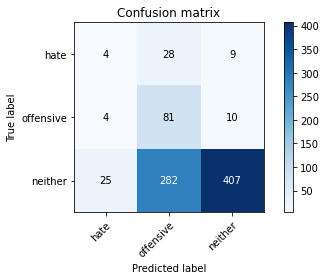 Confusion matrix
True label
hate 4 28 9
offensive 4 81 10
neither 25 282 407
hate offensive neither
Predicted label
400
350
300
250
200
150
100
50